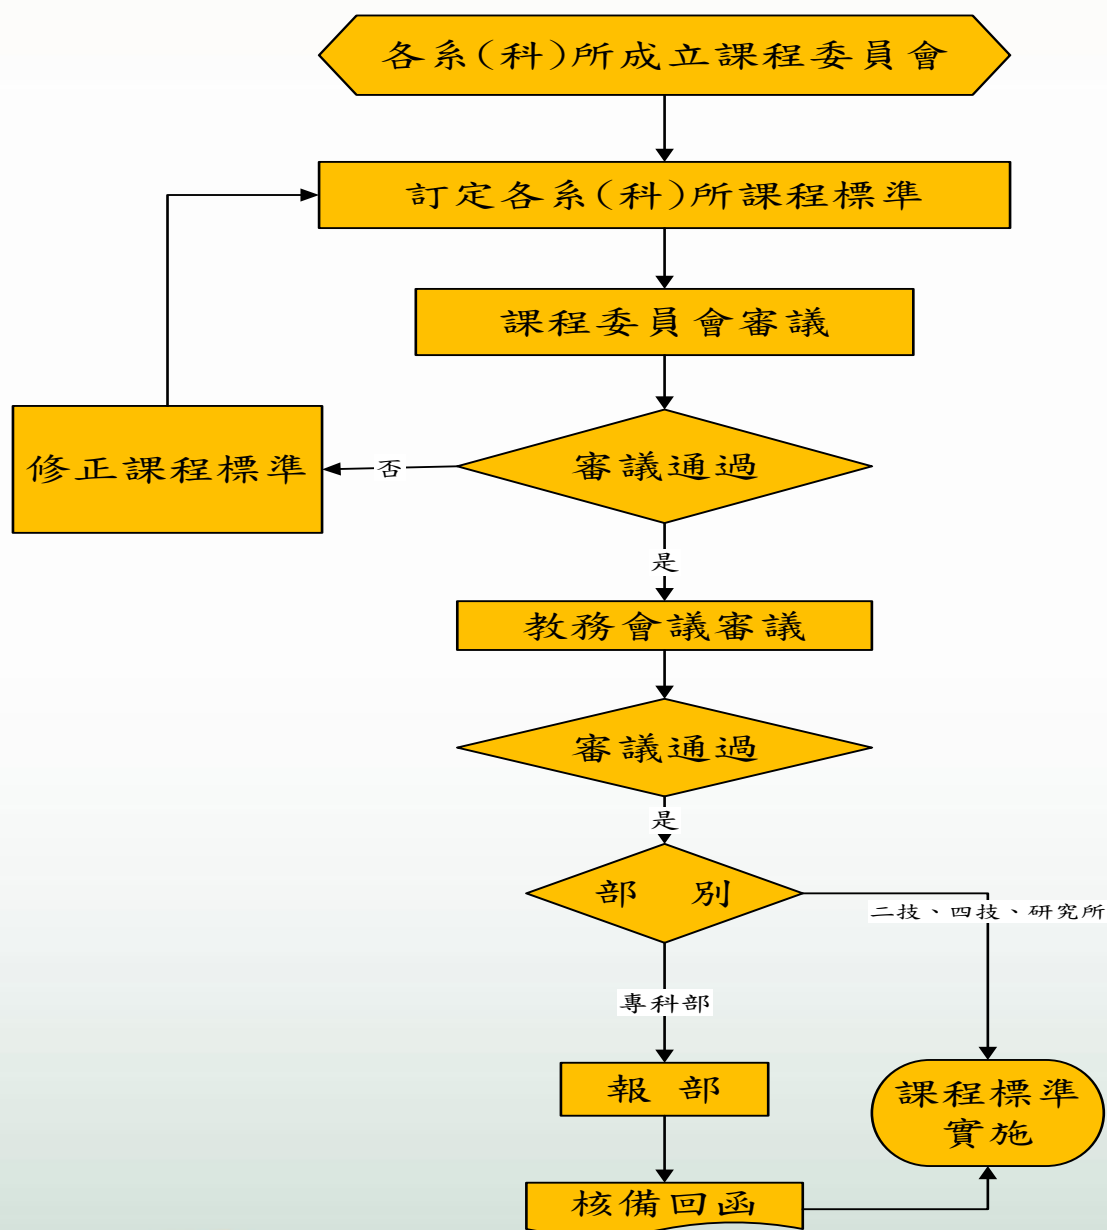 各系(科)所成立課程委員會
訂定各系(科)所課程標準
課程委員會審議
審議通過
否
修正課程標準
是
教務會議審議
審議通過
是
部 別
二技、四技、研究所
專科部
報 部
課程標準
實施
核備回函